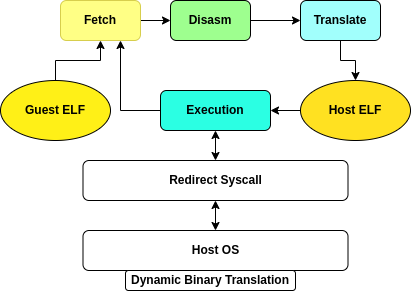 Fetch
Disasm
Translate
Guest ELF
Execution
Host ELF
Redirect Syscall
Host OS
Dynamic Binary Translation